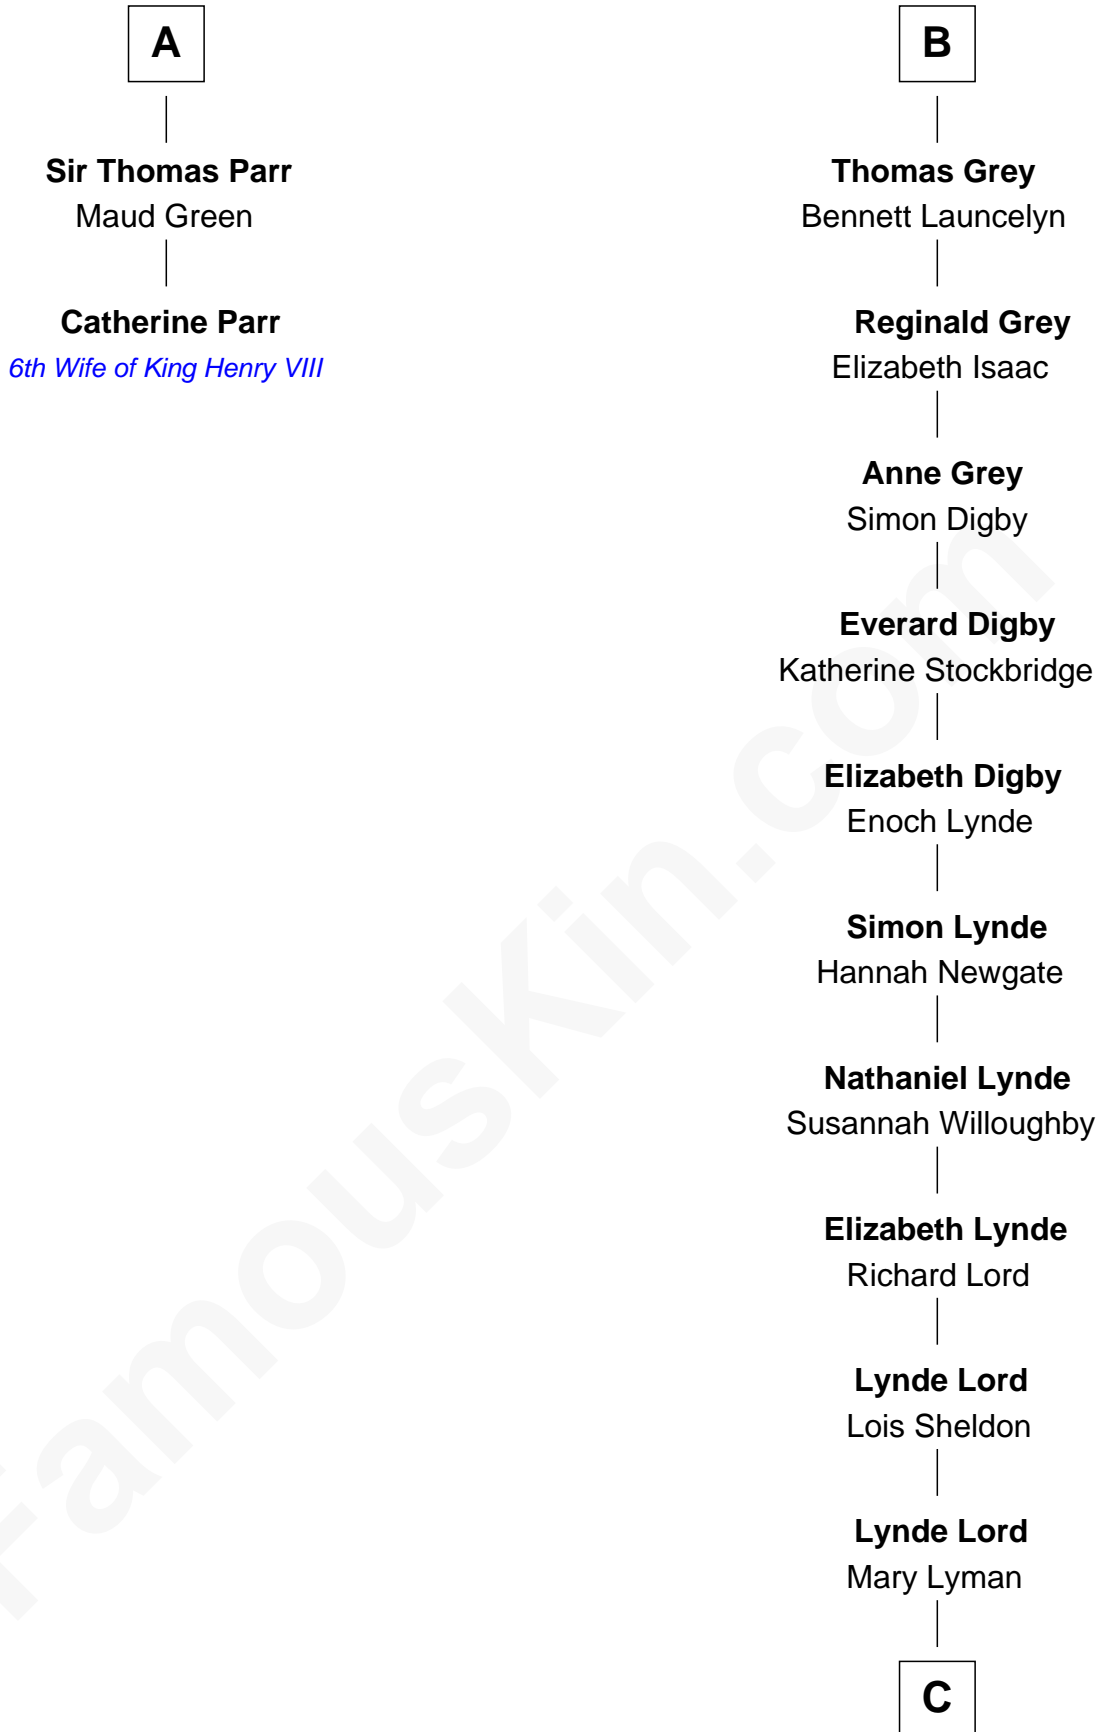 A
Sir Thomas Parr
Maud Green
Catherine Parr
6th Wife of King Henry VIII
B
Thomas Grey
Bennett Launcelyn
Reginald Grey
Elizabeth Isaac
Anne Grey
Simon Digby
Everard Digby
Katherine Stockbridge
Elizabeth Digby
Enoch Lynde
Simon Lynde
Hannah Newgate
Nathaniel Lynde
Susannah Willoughby
Elizabeth Lynde
Richard Lord
Lynde Lord
Lois Sheldon
Lynde Lord
Mary Lyman
C
FamousKin.com